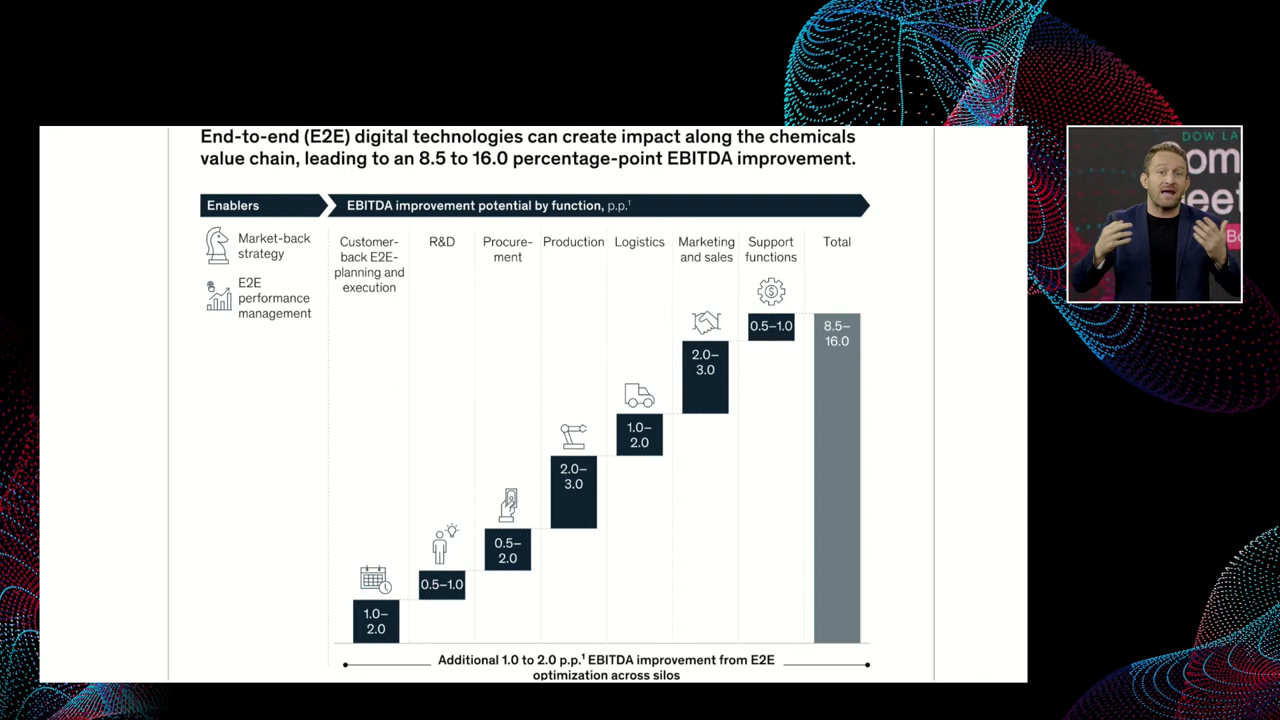 End-to-end (E2E) digital technologies can create impact along the chemicals
value chain, leading to an 8.5 to 16.0 percentage-point EBITDA improvement.
Enablers
EBITDA improvement potential by function, p.p.¹
Market-back
strategy
E2E
performance
management
Customer-
back E2E-
planning and
execution
R&D
Procure-
ment
Production
Logistics
Marketing
and sales
Support
functions
Total
1.0–
2.0
0.5–1.0
0.5–
2.0
2.0–
3.0
1.0–
2.0
2.0–
3.0
0.5–1.0
8.5–
16.0
Additional 1.0 to 2.0 p.p.¹ EBITDA improvement from E2E
optimization across silos
DOW LA